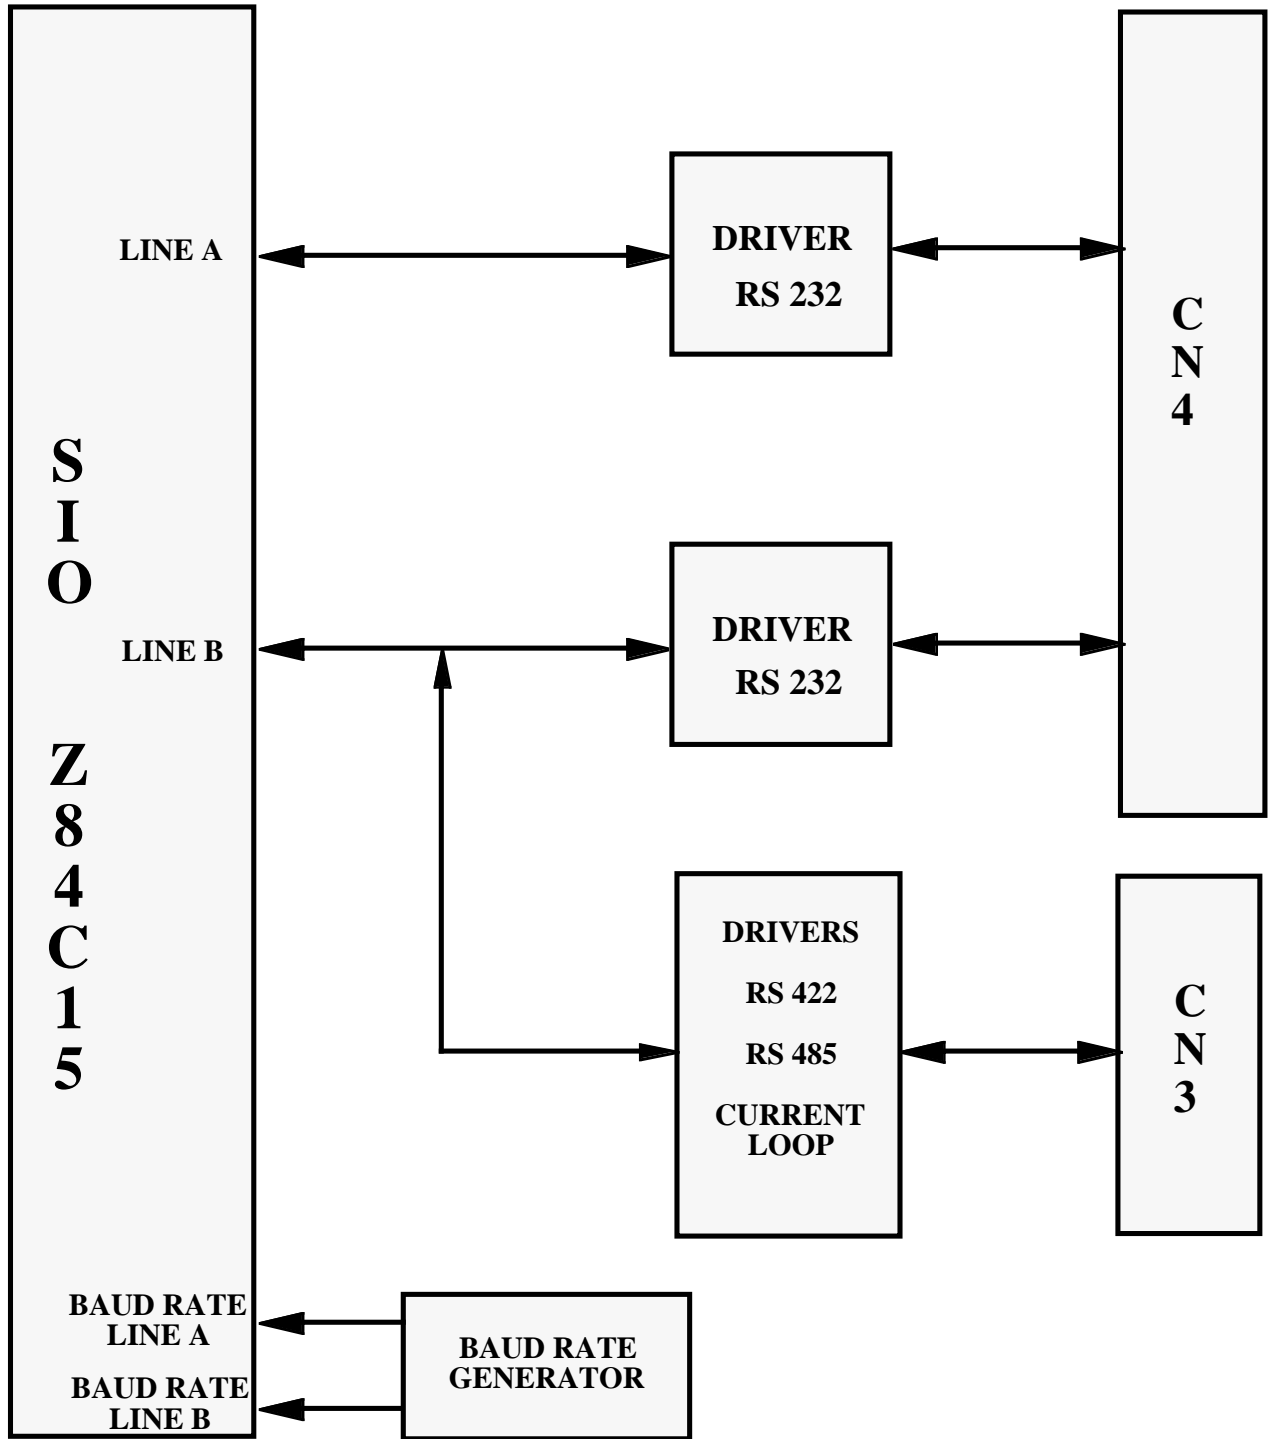 LINE A
DRIVER
RS 232
C
N
4
S
I
O
LINE B
DRIVER
RS 232
Z
8
4
C
1
5
DRIVERS
RS 422
RS 485
CURRENT
LOOP
C
N
3
BAUD RATE
LINE A
BAUD RATE
LINE B
BAUD RATE
GENERATOR